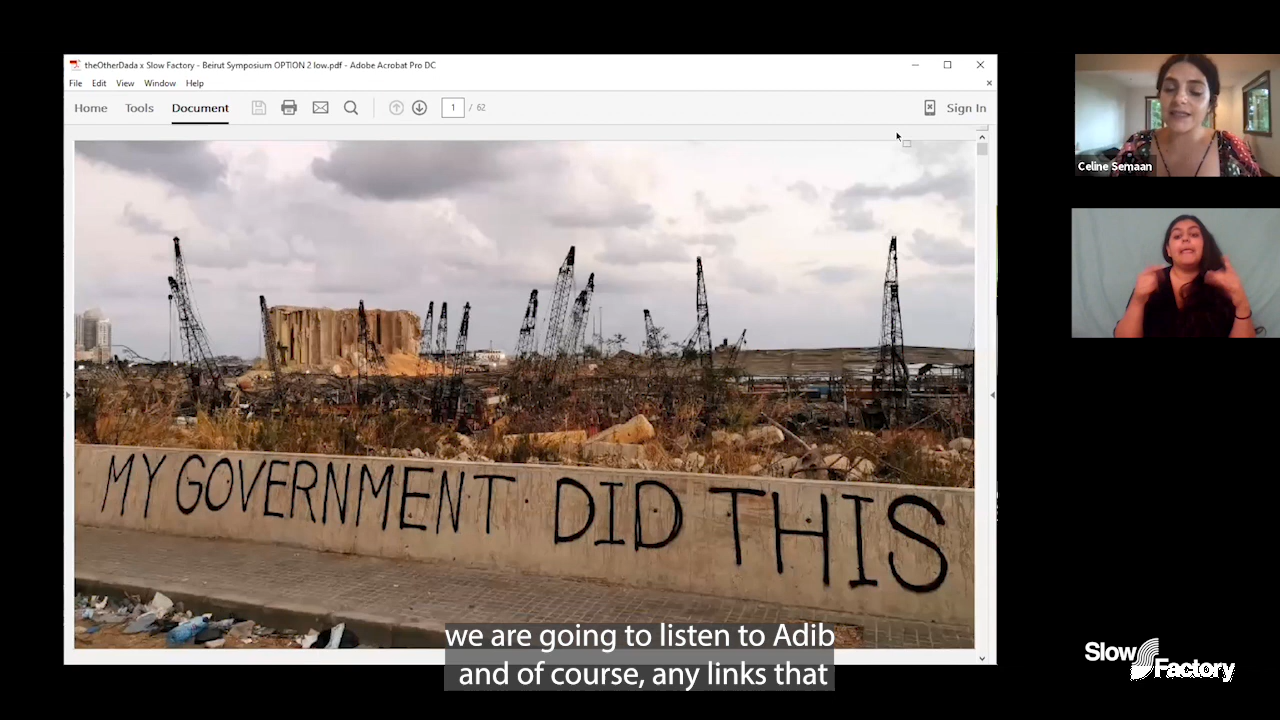 theOtherDada x Slow Factory - Beirut Symposium OPTION 2 low.pdf - Adobe Acrobat Pro DC
File Edit View Window Help
Home Tools Document 1 / 62 Sign In
Celine Semaan
MY GOVERNMENT DID THIS
we are going to listen to Adib
and of course, any links that
Slow
Factory